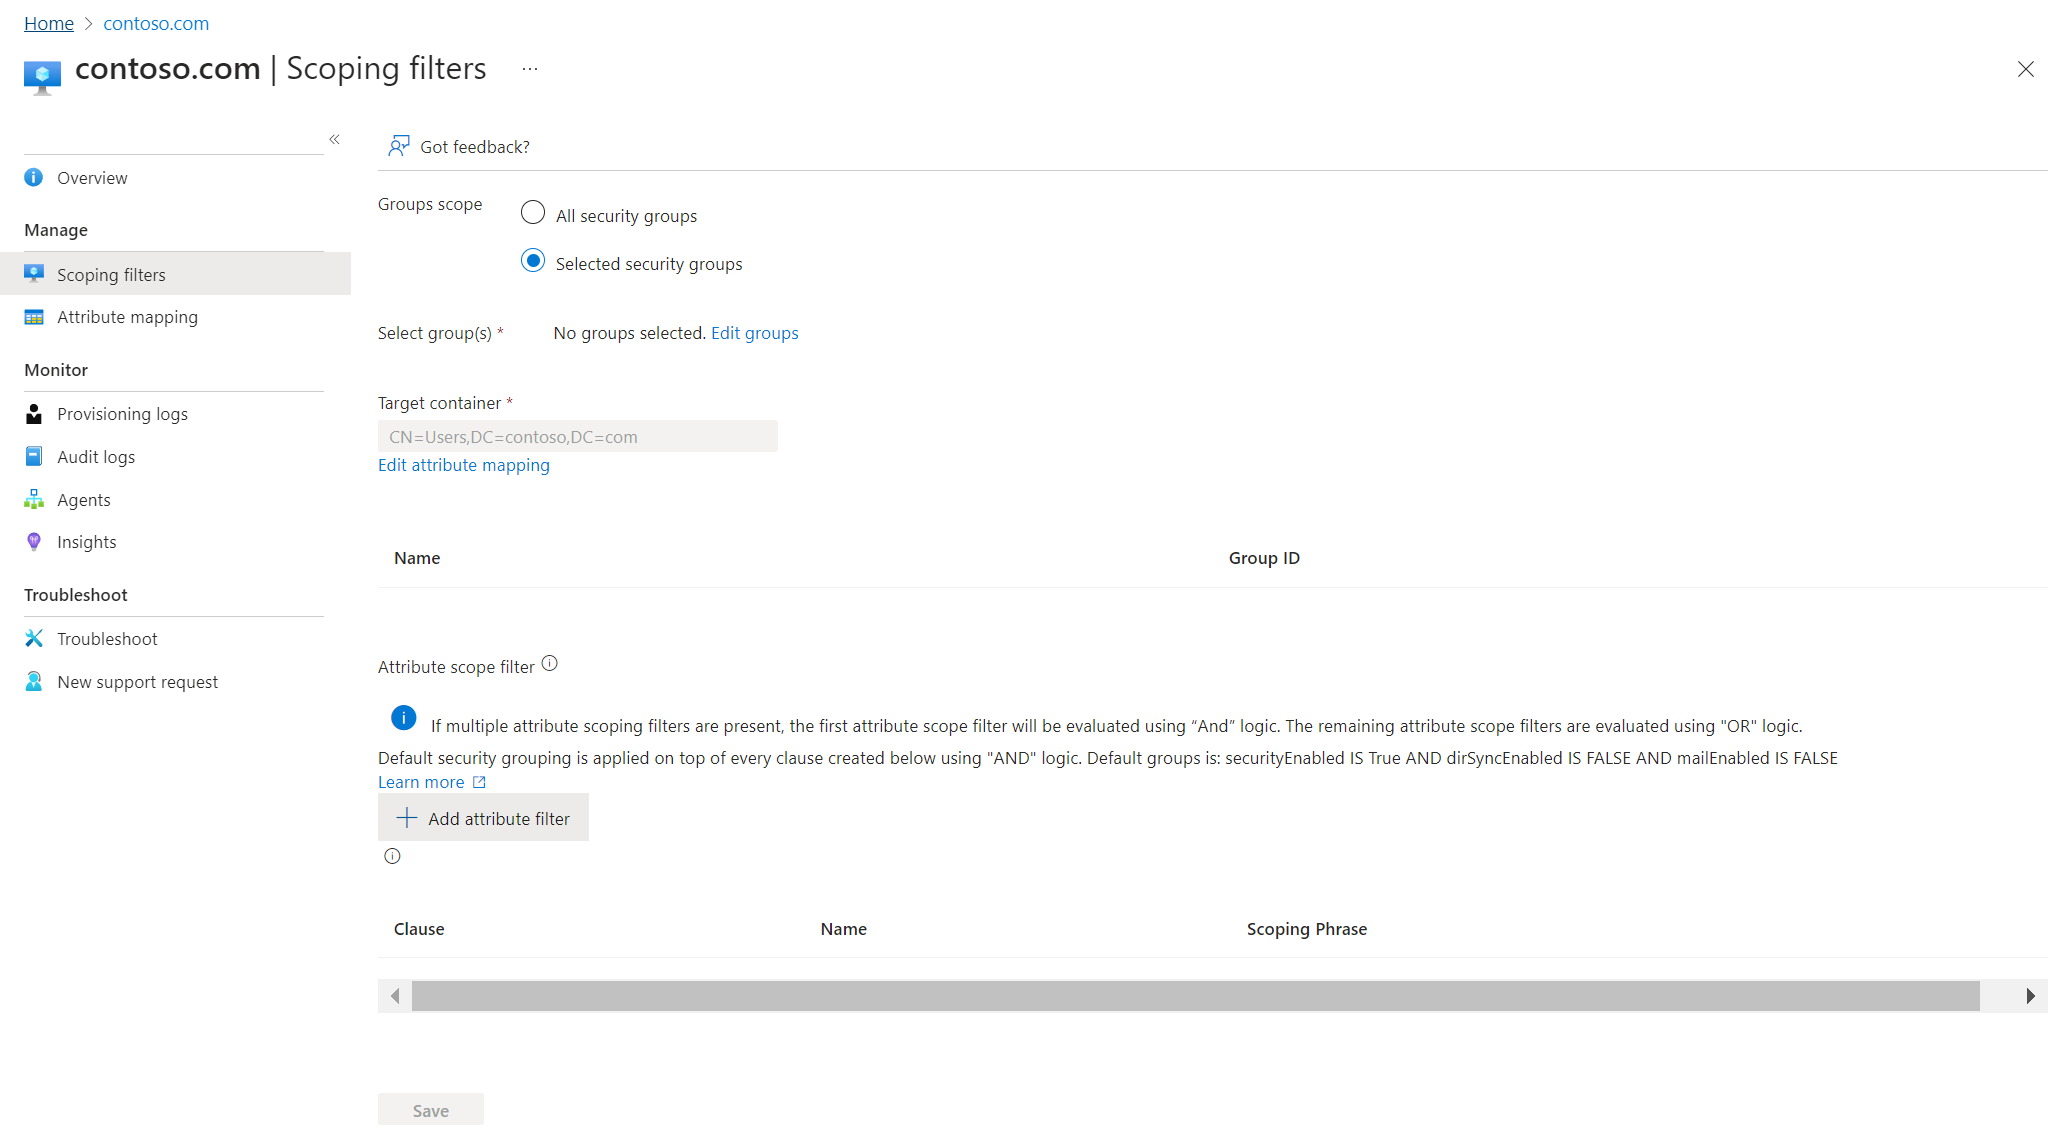 Home > contoso.com
contoso.com | Scoping filters ...
Overview
Manage
Scoping filters
Attribute mapping
Monitor
Provisioning logs
Audit logs
Agents
Insights
Troubleshoot
Troubleshoot
New support request
Got feedback?
Groups scope
All security groups
Selected security groups
Select group(s) * No groups selected. Edit groups
Target container *
CN=Users,DC=contoso,DC=com
Edit attribute mapping
Name Group ID
Attribute scope filter
If multiple attribute scoping filters are present, the first attribute scope filter will be evaluated using “And” logic. The remaining attribute scope filters are evaluated using "OR" logic.
Default security grouping is applied on top of every clause created below using "AND" logic. Default groups is: securityEnabled IS True AND dirSyncEnabled IS FALSE AND mailEnabled IS FALSE
Learn more
Add attribute filter
Clause Name Scoping Phrase
Save